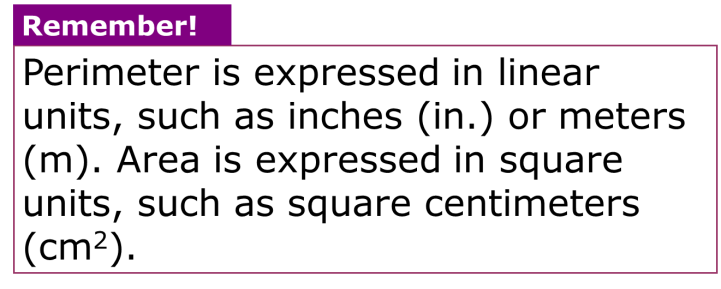 Remember!
Perimeter is expressed in linear
units, such as inches (in.) or meters
(m). Area is expressed in square
units, such as square centimeters
(cm²).